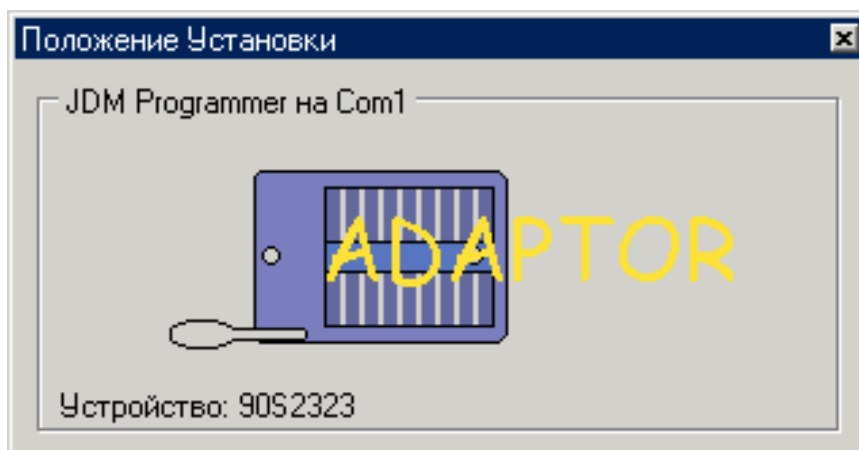 Положение Установки
JDM Programmer на Com1
ADAPTOR
Устройство: 90S2323